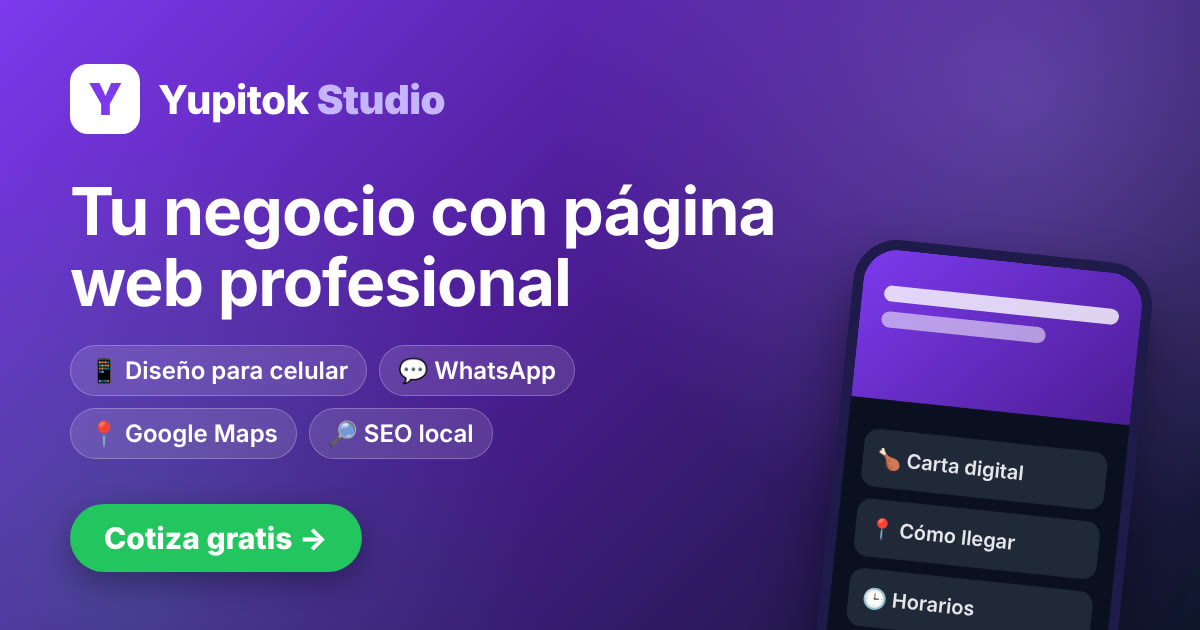 Y
Yupitok Studio
Tu negocio con página
web profesional
📱 Diseño para celular
💬 WhatsApp
📍 Google Maps
🔎 SEO local
Cotiza gratis →
🍗 Carta digital
📍 Cómo llegar
🕒 Horarios